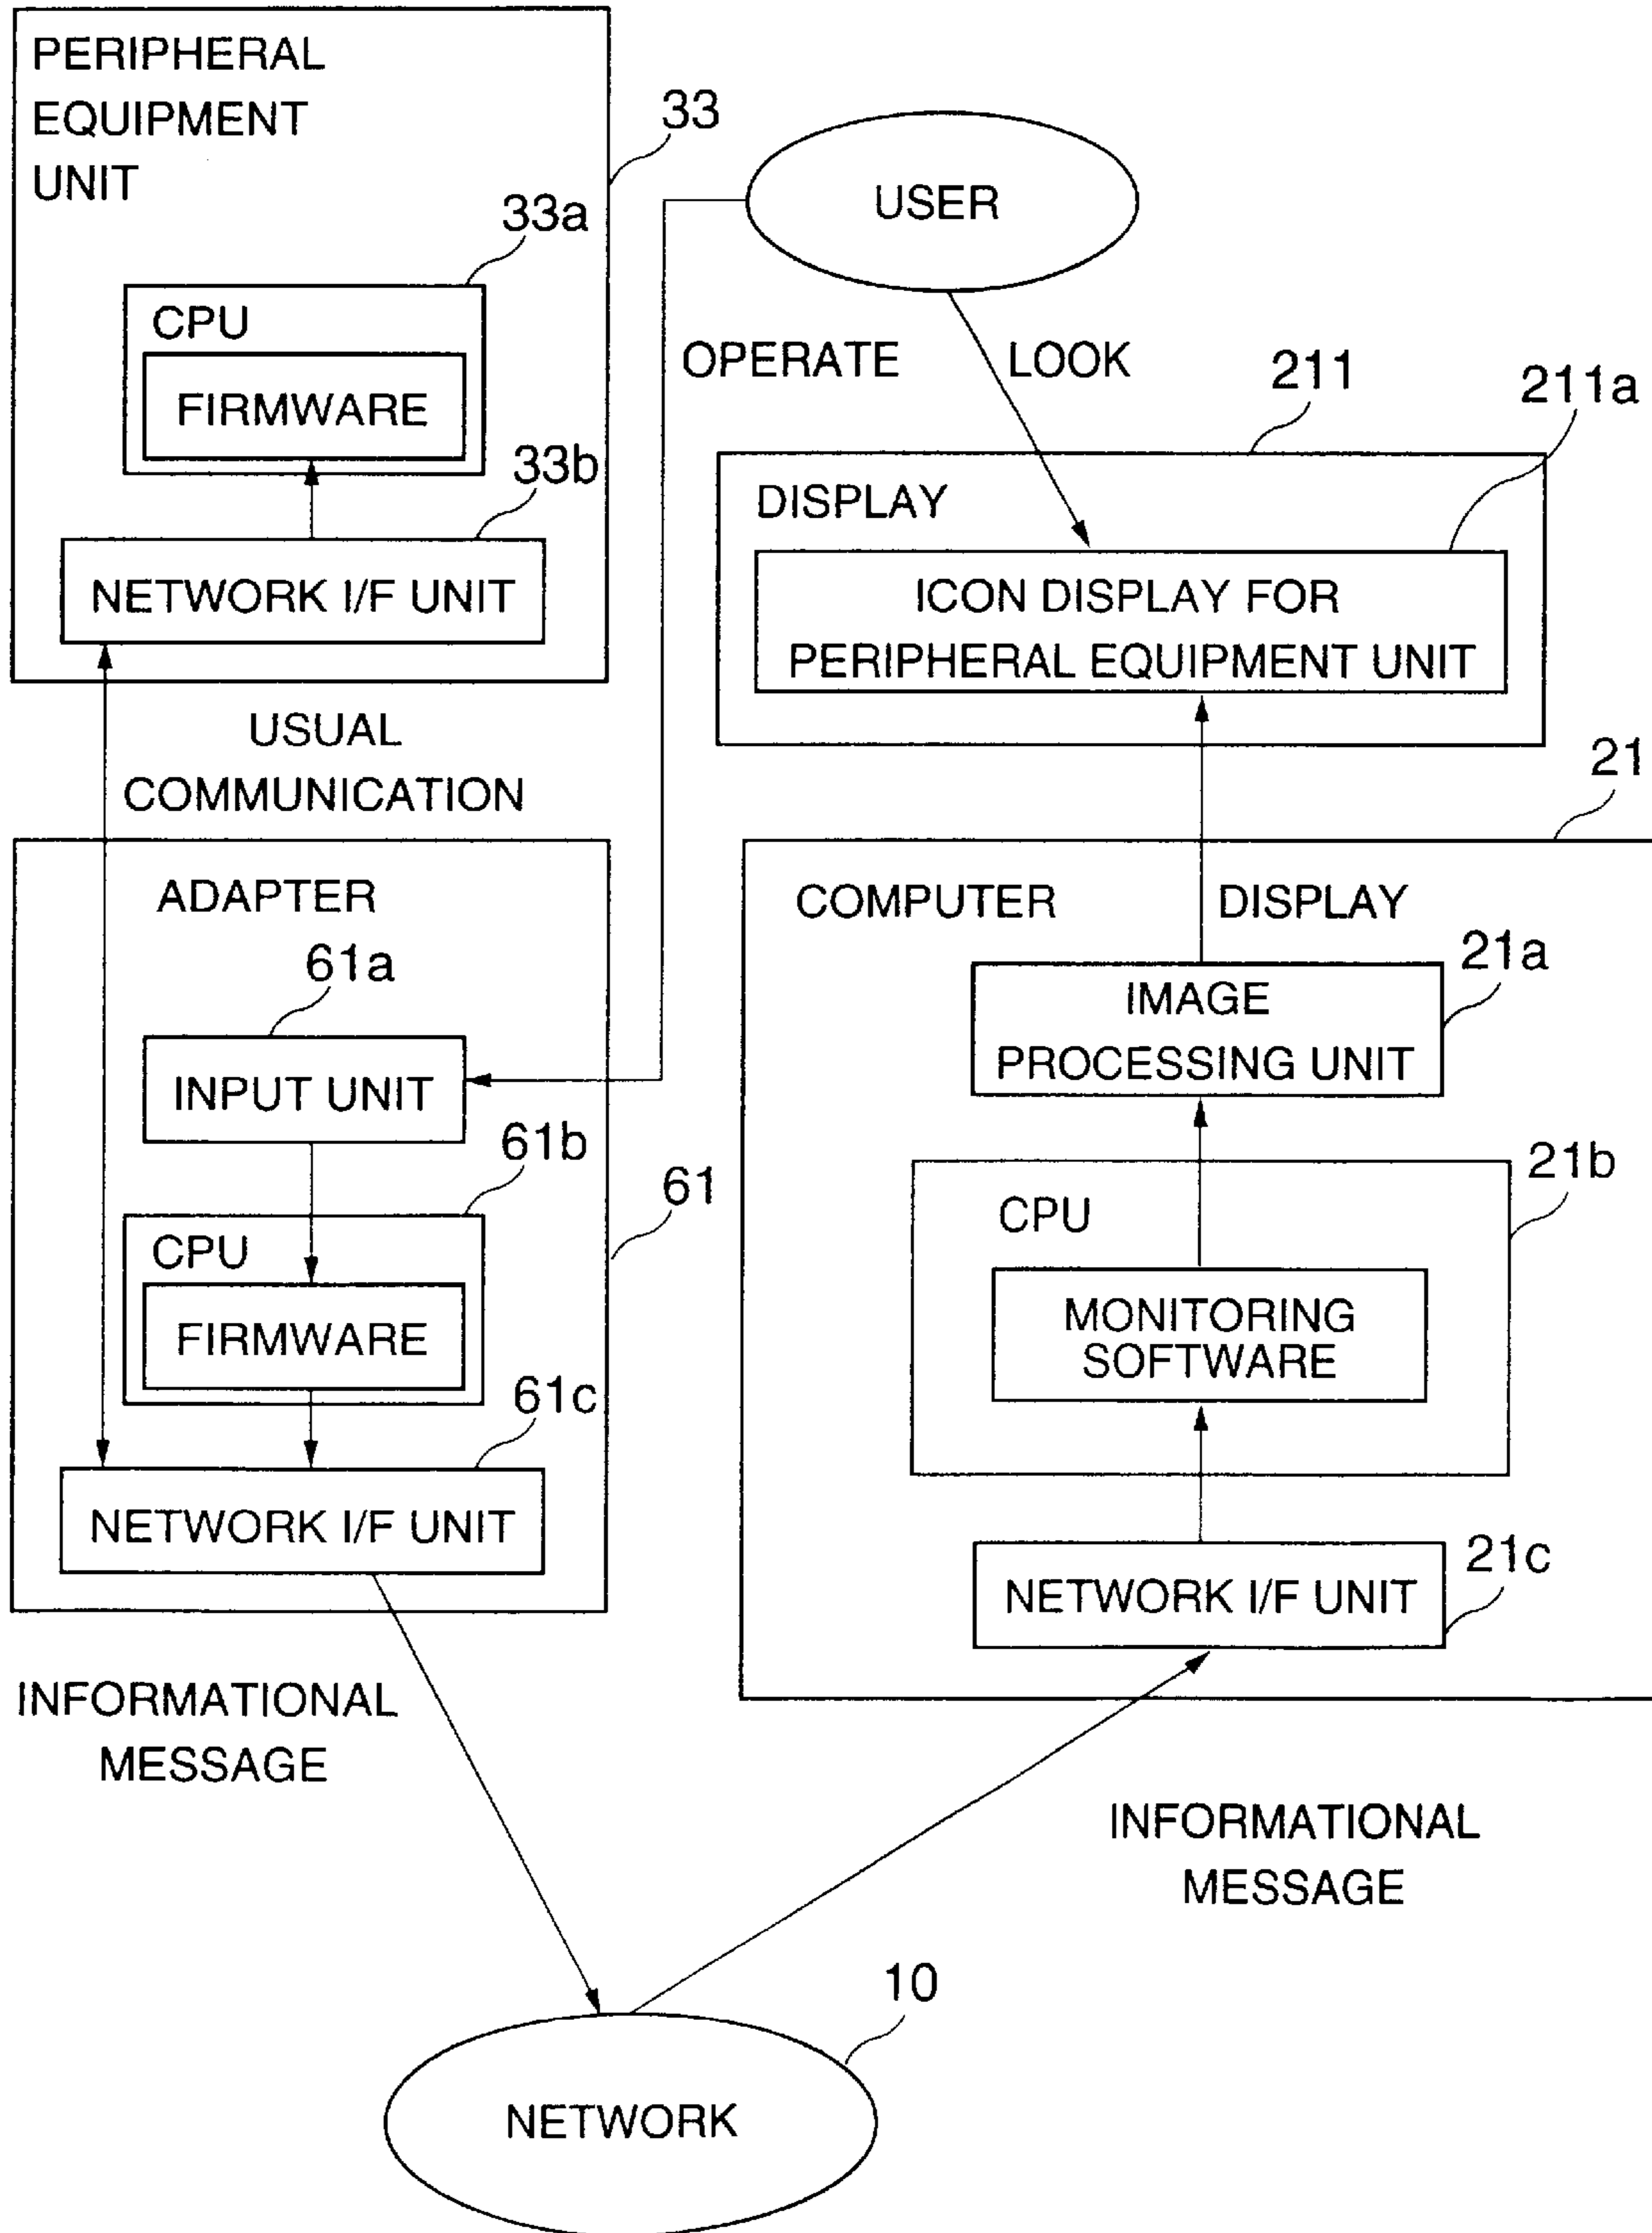 PERIPHERAL
EQUIPMENT
UNIT
33
33a
CPU
FIRMWARE
33b
NETWORK I/F UNIT
USER
OPERATE
LOOK
211
211a
DISPLAY
ICON DISPLAY FOR
PERIPHERAL EQUIPMENT UNIT
USUAL
COMMUNICATION
21
ADAPTER
61a
INPUT UNIT
61b
61
CPU
FIRMWARE
61c
NETWORK I/F UNIT
COMPUTER
DISPLAY
21a
IMAGE
PROCESSING UNIT
21b
CPU
MONITORING
SOFTWARE
21c
NETWORK I/F UNIT
INFORMATIONAL
MESSAGE
INFORMATIONAL
MESSAGE
10
NETWORK